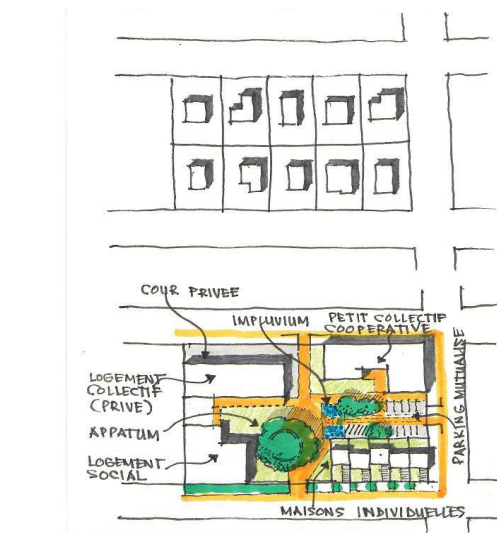 COUR PRIVEE
IMPLUVIUM
PETIT COLLECTIF
COOPERATIVE
LOGEMENT
COLLECTIF
(PRIVE)
APPATUM
LOGEMENT
SOCIAL
PARKING MUTUALISE
MAISONS INDIVIDUELLES